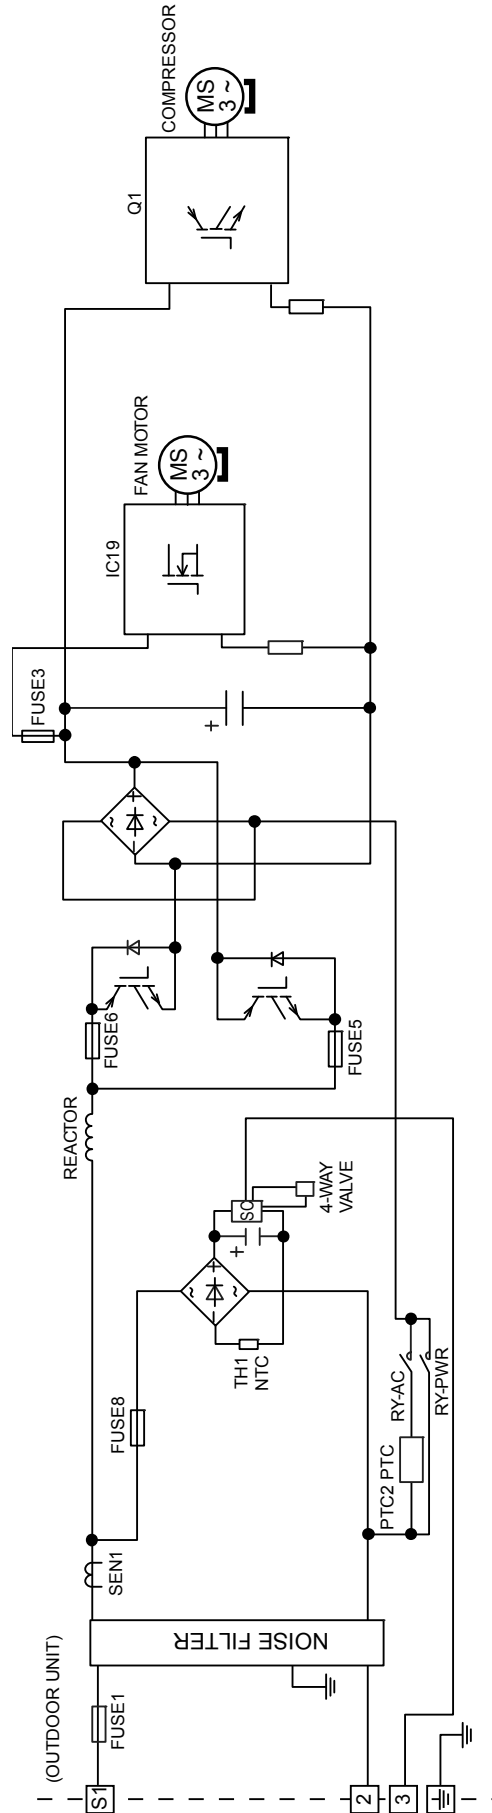 (OUTDOOR UNIT)
S1
FUSE1
NOISE FILTER
SEN1
FUSE8
TH1
NTC
~
~
+
-
+
SC
4-WAY
VALVE
REACTOR
FUSE6
FUSE5
~
~
+
-
FUSE3
+
IC19
FAN MOTOR
MS
3 ~
Q1
COMPRESSOR
MS
3 ~
2
3
PTC2 PTC
RY-AC
RY-PWR